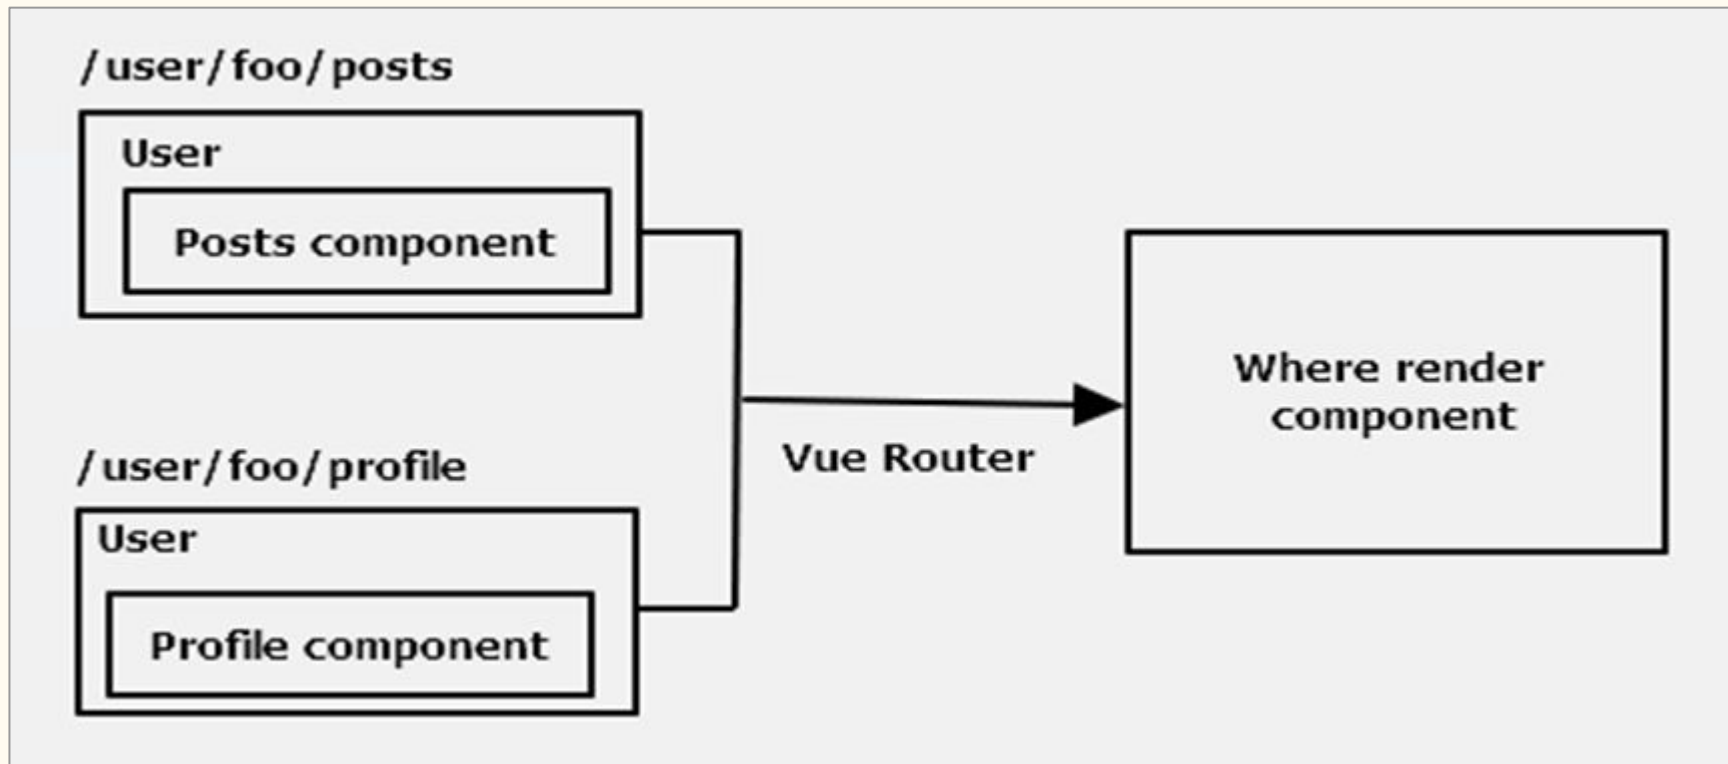 /user/foo/posts
User
Posts component
Where render
component
Vue Router
/user/foo/profile
User
Profile component